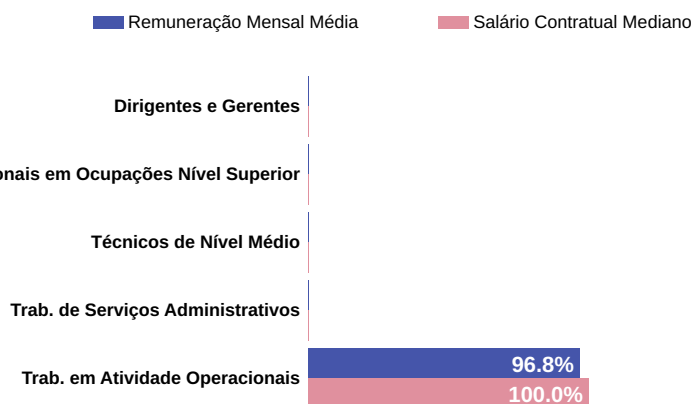 Remuneração Mensal Média Salário Contratual Mediano
Dirigentes e Gerentes
em Ocupações Nível Superior
Técnicos de Nível Médio
Trab. de Serviços Administrativos
96.8%
Trab. em Atividade Operacionais
100.0%